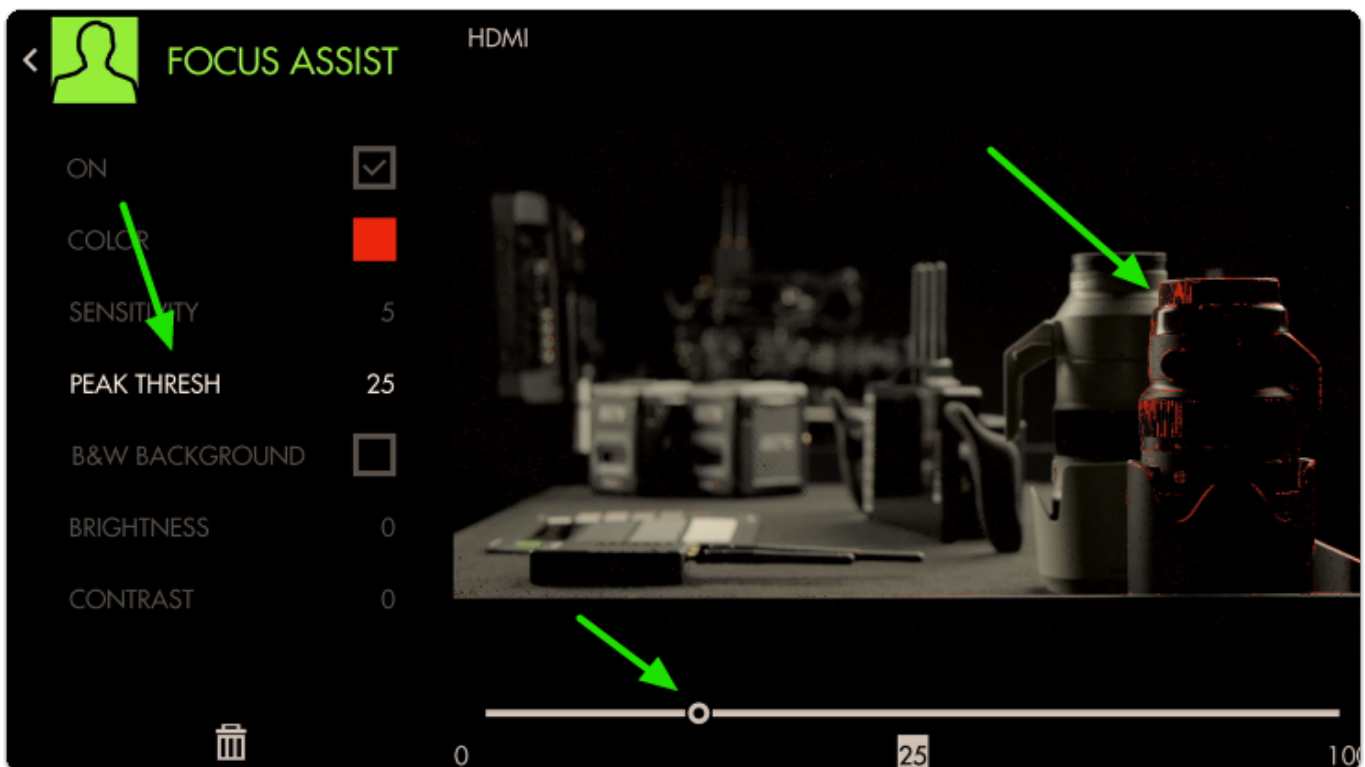 FOCUS ASSIST
HDMI
ON
COLOR
SENSITIVITY 5
PEAK THRESH 25
B&W BACKGROUND
BRIGHTNESS 0
CONTRAST 0
0 25 100